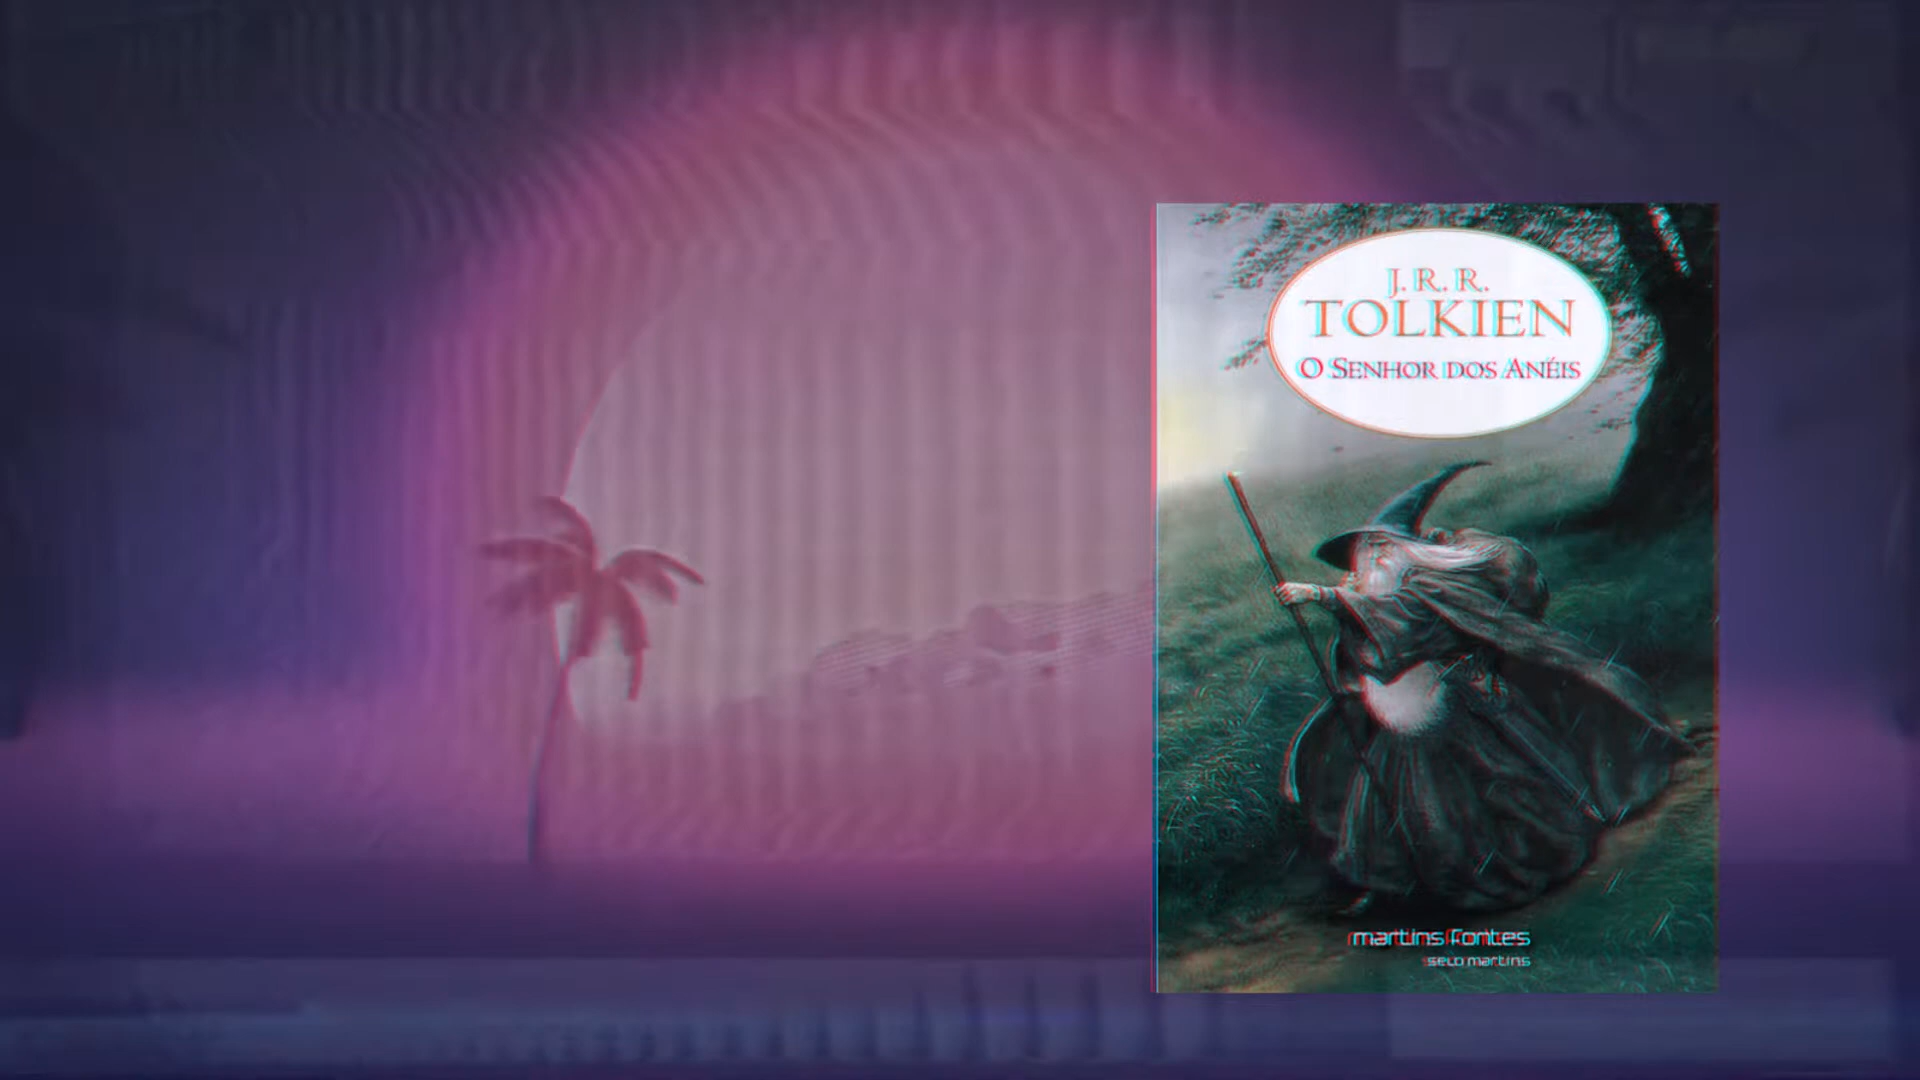 J. R. R.
TOLKIEN
O SENHOR DOS ANÉIS
martins fontes
selo martins